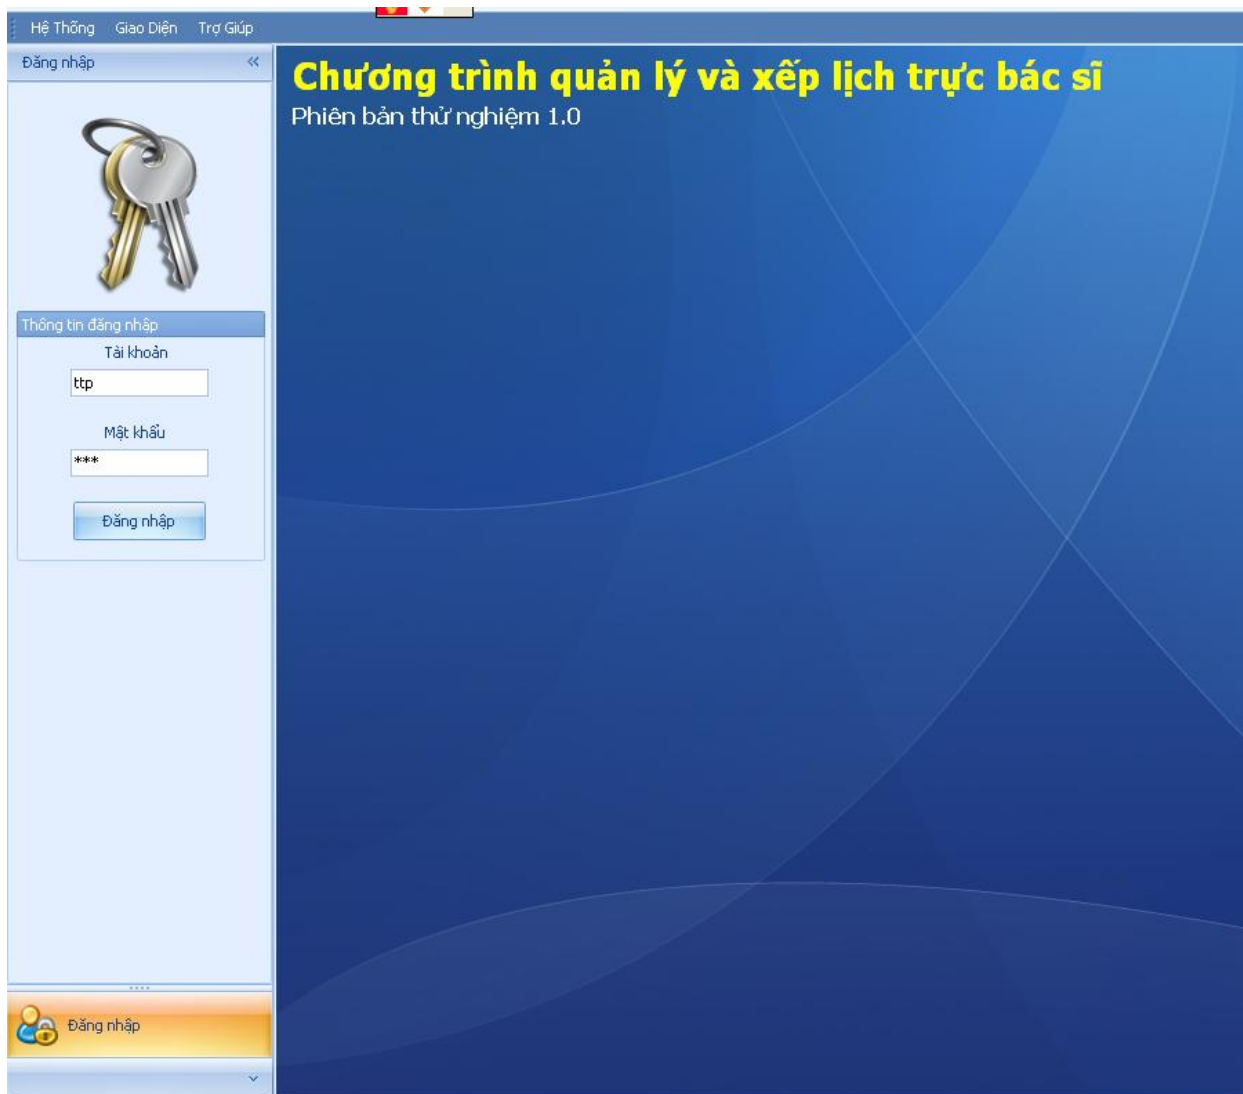 Hệ Thống Giao Diện Trợ Giúp
Đăng nhập
Chương trình quản lý và xếp lịch trực bác sĩ
Phiên bản thử nghiệm 1.0
Thông tin đăng nhập
Tài khoản
ttp
Mật khẩu
***
Đăng nhập
Đăng nhập